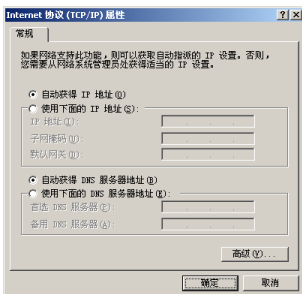 Internet 协议 (TCP/IP) 属性
常规
如果网络支持此功能，则可以获取自动指派的 IP 设置。否则，
您需要从网络系统管理员处获得适当的 IP 设置。
自动获得 IP 地址(O)
使用下面的 IP 地址(S):
IP 地址(I):
子网掩码(U):
默认网关(D):
自动获得 DNS 服务器地址(B)
使用下面的 DNS 服务器地址(E):
首选 DNS 服务器(P):
备用 DNS 服务器(A):
高级(V)...
确定
取消